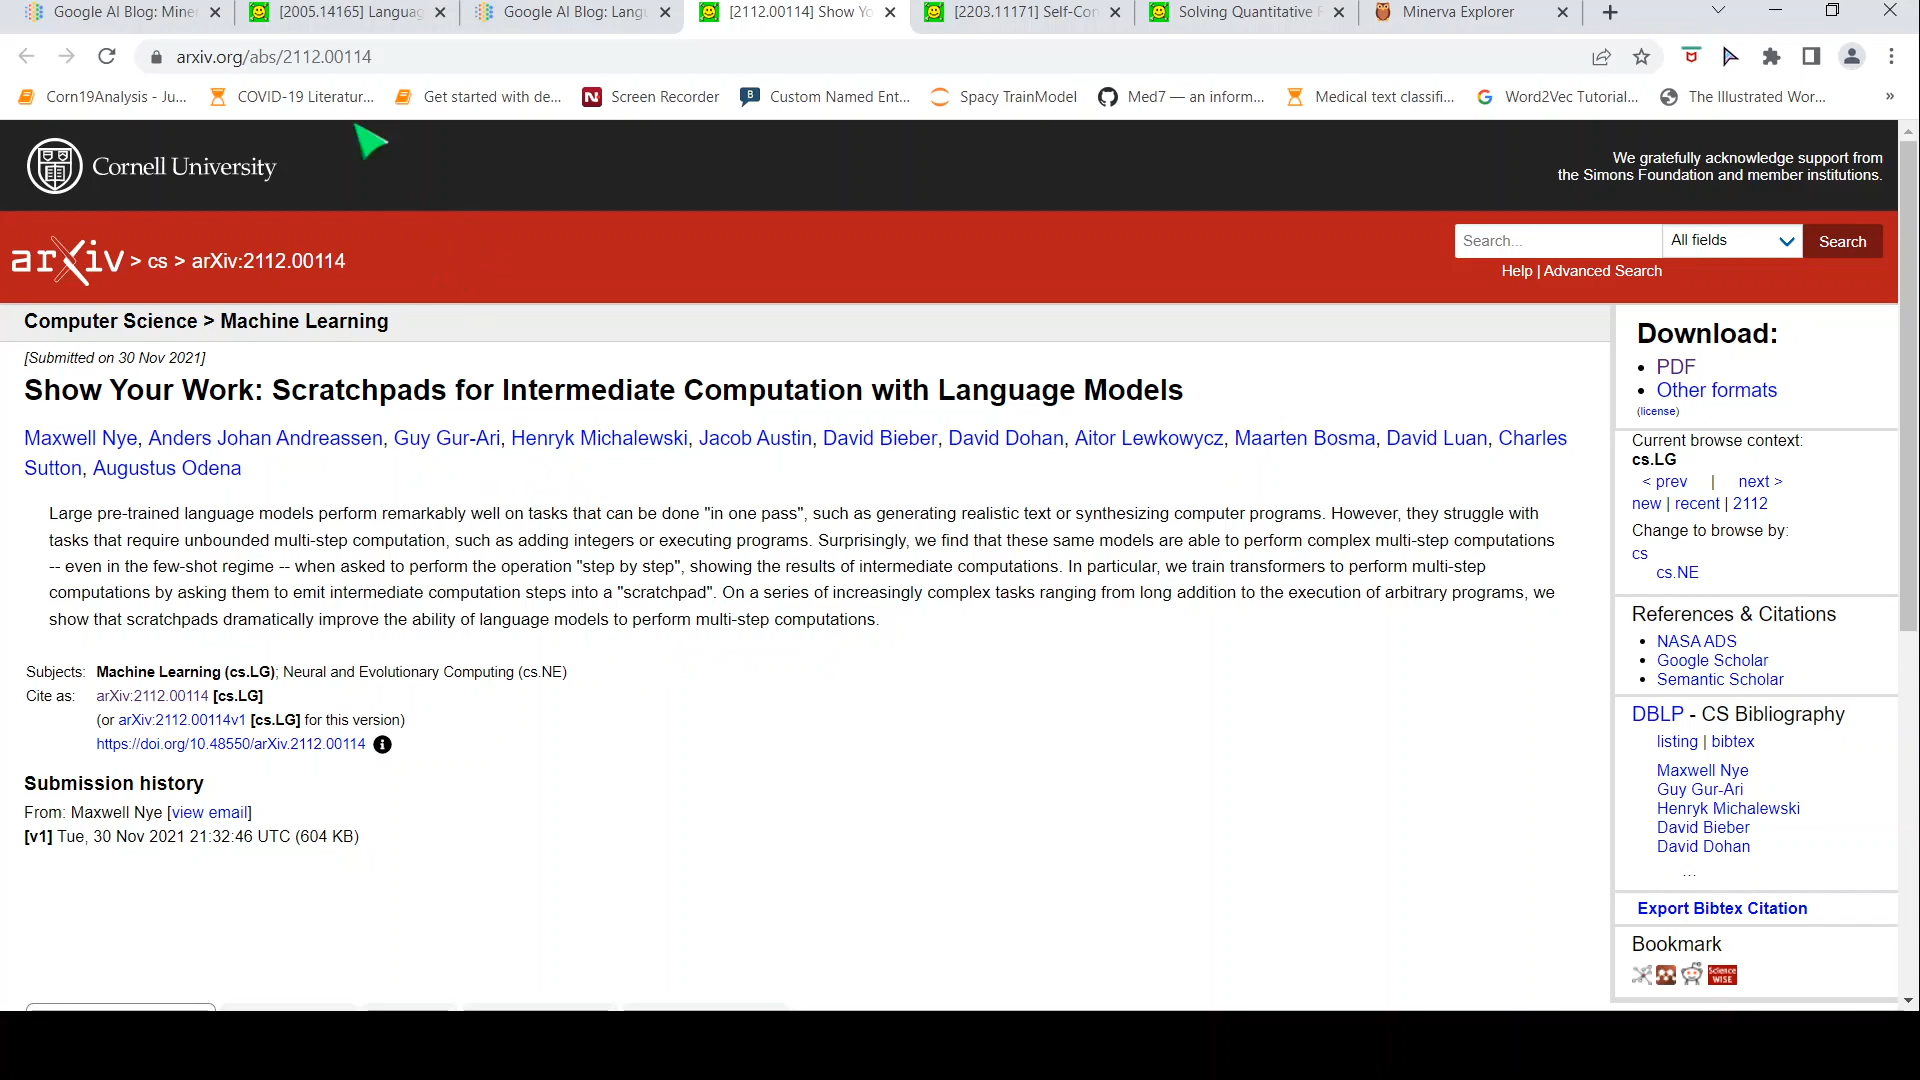 Google AI Blog: Miner
[2005.14165] Languag
Google AI Blog: Langu
[2112.00114] Show Yo
[2203.11171] Self-Con
Solving Quantitative R
Minerva Explorer
arxiv.org/abs/2112.00114
Corn19Analysis - Ju...
COVID-19 Literatur...
Get started with de...
N Screen Recorder
B Custom Named Ent...
Spacy TrainModel
Med7 — an inform...
Medical text classifi...
Word2Vec Tutorial...
The Illustrated Wor...
»
Cornell University
We gratefully acknowledge support from
the Simons Foundation and member institutions.
arXiv > cs > arXiv:2112.00114
Search...
All fields
Search
Help | Advanced Search
Computer Science > Machine Learning
[Submitted on 30 Nov 2021]
Show Your Work: Scratchpads for Intermediate Computation with Language Models
Maxwell Nye, Anders Johan Andreassen, Guy Gur-Ari, Henryk Michalewski, Jacob Austin, David Bieber, David Dohan, Aitor Lewkowycz, Maarten Bosma, David Luan, Charles
Sutton, Augustus Odena
Large pre-trained language models perform remarkably well on tasks that can be done "in one pass", such as generating realistic text or synthesizing computer programs. However, they struggle with
tasks that require unbounded multi-step computation, such as adding integers or executing programs. Surprisingly, we find that these same models are able to perform complex multi-step computations
-- even in the few-shot regime -- when asked to perform the operation "step by step", showing the results of intermediate computations. In particular, we train transformers to perform multi-step
computations by asking them to emit intermediate computation steps into a "scratchpad". On a series of increasingly complex tasks ranging from long addition to the execution of arbitrary programs, we
show that scratchpads dramatically improve the ability of language models to perform multi-step computations.
Subjects: Machine Learning (cs.LG); Neural and Evolutionary Computing (cs.NE)
Cite as: arXiv:2112.00114 [cs.LG]
(or arXiv:2112.00114v1 [cs.LG] for this version)
https://doi.org/10.48550/arXiv.2112.00114
Submission history
From: Maxwell Nye [view email]
[v1] Tue, 30 Nov 2021 21:32:46 UTC (604 KB)
Download:
• PDF
• Other formats
(license)
Current browse context:
cs.LG
< prev | next >
new | recent | 2112
Change to browse by:
cs
cs.NE
References & Citations
• NASA ADS
• Google Scholar
• Semantic Scholar
DBLP - CS Bibliography
listing | bibtex
Maxwell Nye
Guy Gur-Ari
Henryk Michalewski
David Bieber
David Dohan
...
Export Bibtex Citation
Bookmark
Science
WISE